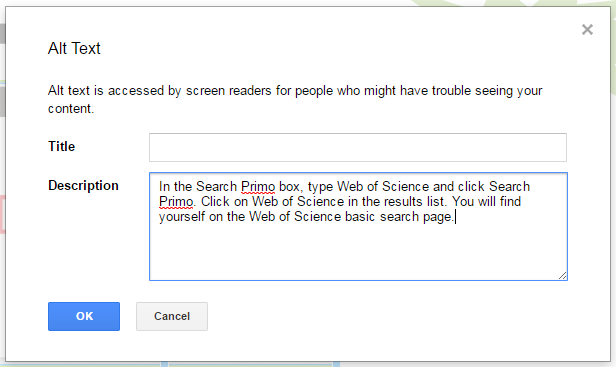 Alt Text
Alt text is accessed by screen readers for people who might have trouble seeing your
content.
Title
Description
In the Search Primo box, type Web of Science and click Search
Primo. Click on Web of Science in the results list. You will find
yourself on the Web of Science basic search page.
OK
Cancel